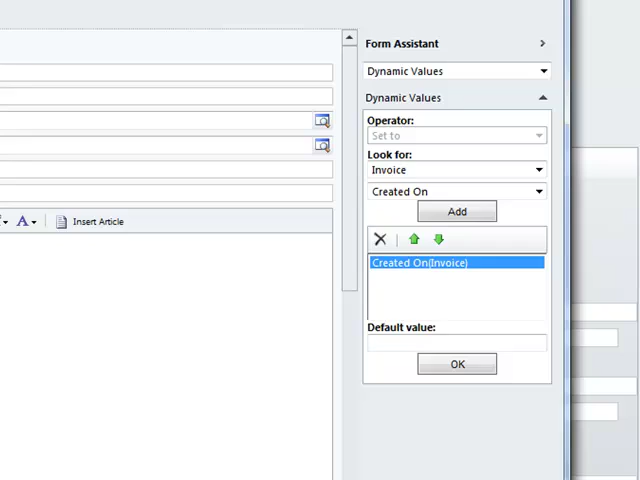 Form Assistant
Dynamic Values
Dynamic Values
Operator:
Set to
Look for:
Invoice
Created On
Add
Created On(Invoice)
Default value:
OK
A
Insert Article